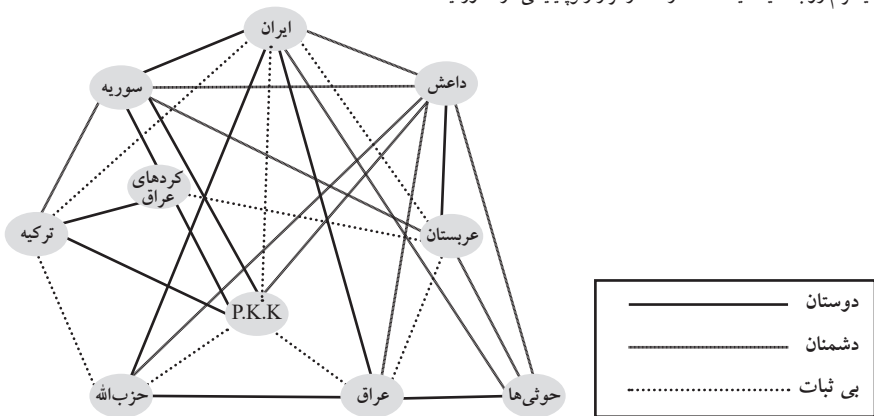 ایران
سوریه
داعش
کردهای
عراق
ترکیه
عربستان
P.K.K
حزب‌الله
عراق
حوثی‌ها
دوستان
دشمنان
بی ثبات